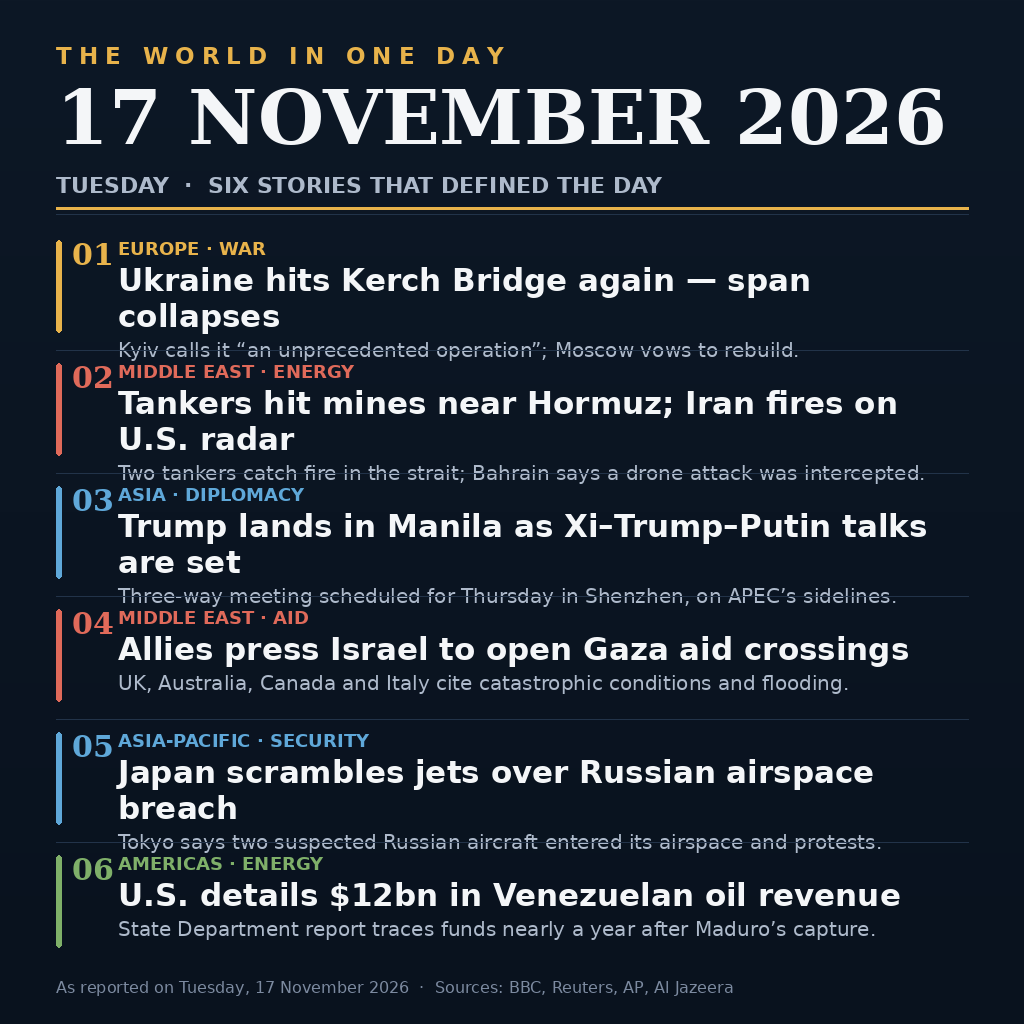 THE WORLD IN ONE DAY
17 NOVEMBER 2026
TUESDAY · SIX STORIES THAT DEFINED THE DAY
01 EUROPE · WAR
Ukraine hits Kerch Bridge again — span
collapses
Kyiv calls it “an unprecedented operation”; Moscow vows to rebuild.
02 MIDDLE EAST · ENERGY
Tankers hit mines near Hormuz; Iran fires on
U.S. radar
Two tankers catch fire in the strait; Bahrain says a drone attack was intercepted.
03 ASIA · DIPLOMACY
Trump lands in Manila as Xi–Trump–Putin talks
are set
Three-way meeting scheduled for Thursday in Shenzhen, on APEC’s sidelines.
04 MIDDLE EAST · AID
Allies press Israel to open Gaza aid crossings
UK, Australia, Canada and Italy cite catastrophic conditions and flooding.
05 ASIA-PACIFIC · SECURITY
Japan scrambles jets over Russian airspace
breach
Tokyo says two suspected Russian aircraft entered its airspace and protests.
06 AMERICAS · ENERGY
U.S. details $12bn in Venezuelan oil revenue
State Department report traces funds nearly a year after Maduro’s capture.
As reported on Tuesday, 17 November 2026 · Sources: BBC, Reuters, AP, Al Jazeera